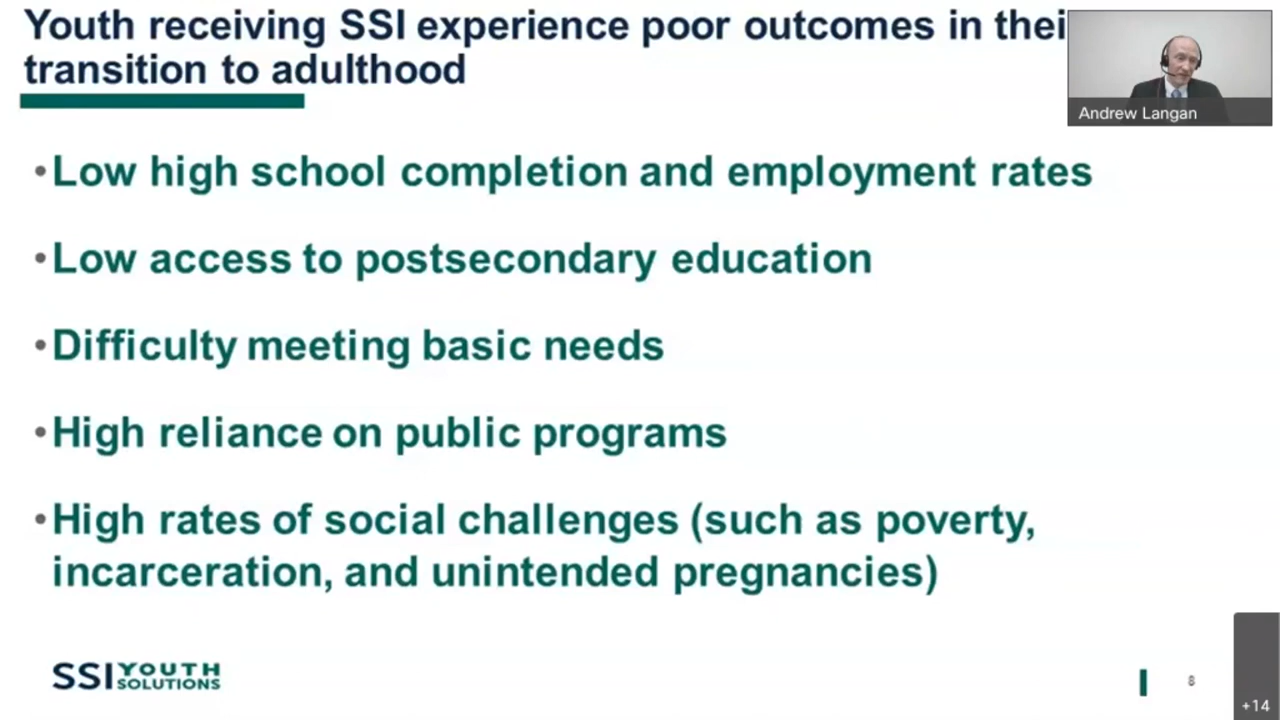 Youth receiving SSI experience poor outcomes in thei
transition to adulthood
Andrew Langan
•Low high school completion and employment rates
•Low access to postsecondary education
•Difficulty meeting basic needs
•High reliance on public programs
•High rates of social challenges (such as poverty,
incarceration, and unintended pregnancies)
SSI YOUTH
SOLUTIONS
8
+14